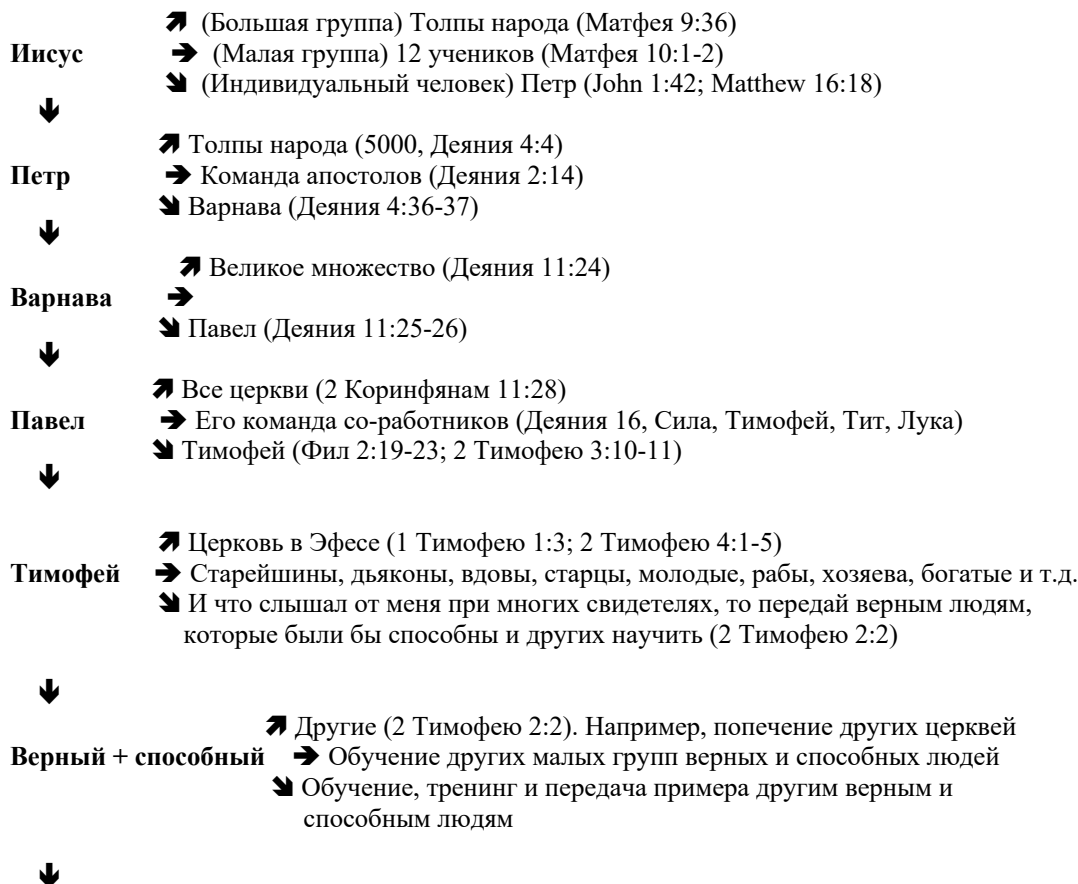 🡽 (Большая группа) Толпы народа (Матфея 9:36)
Иисус 🡺 (Малая группа) 12 учеников (Матфея 10:1-2)
🡾 (Индивидуальный человек) Петр (John 1:42; Matthew 16:18)
🡻
🡽 Толпы народа (5000, Деяния 4:4)
Петр 🡺 Команда апостолов (Деяния 2:14)
🡾 Варнава (Деяния 4:36-37)
🡻
🡽 Великое множество (Деяния 11:24)
Варнава 🡺
🡾 Павел (Деяния 11:25-26)
🡻
🡽 Все церкви (2 Коринфянам 11:28)
Павел 🡺 Его команда со-работников (Деяния 16, Сила, Тимофей, Тит, Лука)
🡾 Тимофей (Фил 2:19-23; 2 Тимофею 3:10-11)
🡻
🡽 Церковь в Эфесе (1 Тимофею 1:3; 2 Тимофею 4:1-5)
Тимофей 🡺 Старейшины, дьяконы, вдовы, старцы, молодые, рабы, хозяева, богатые и т.д.
🡾 И что слышал от меня при многих свидетелях, то передай верным людям,
которые были бы способны и других научить (2 Тимофею 2:2)
🡻
🡽 Другие (2 Тимофею 2:2). Например, попечение других церквей
Верный + способный 🡺 Обучение других малых групп верных и способных людей
🡾 Обучение, тренинг и передача примера другим верным и
способным людям
🡻